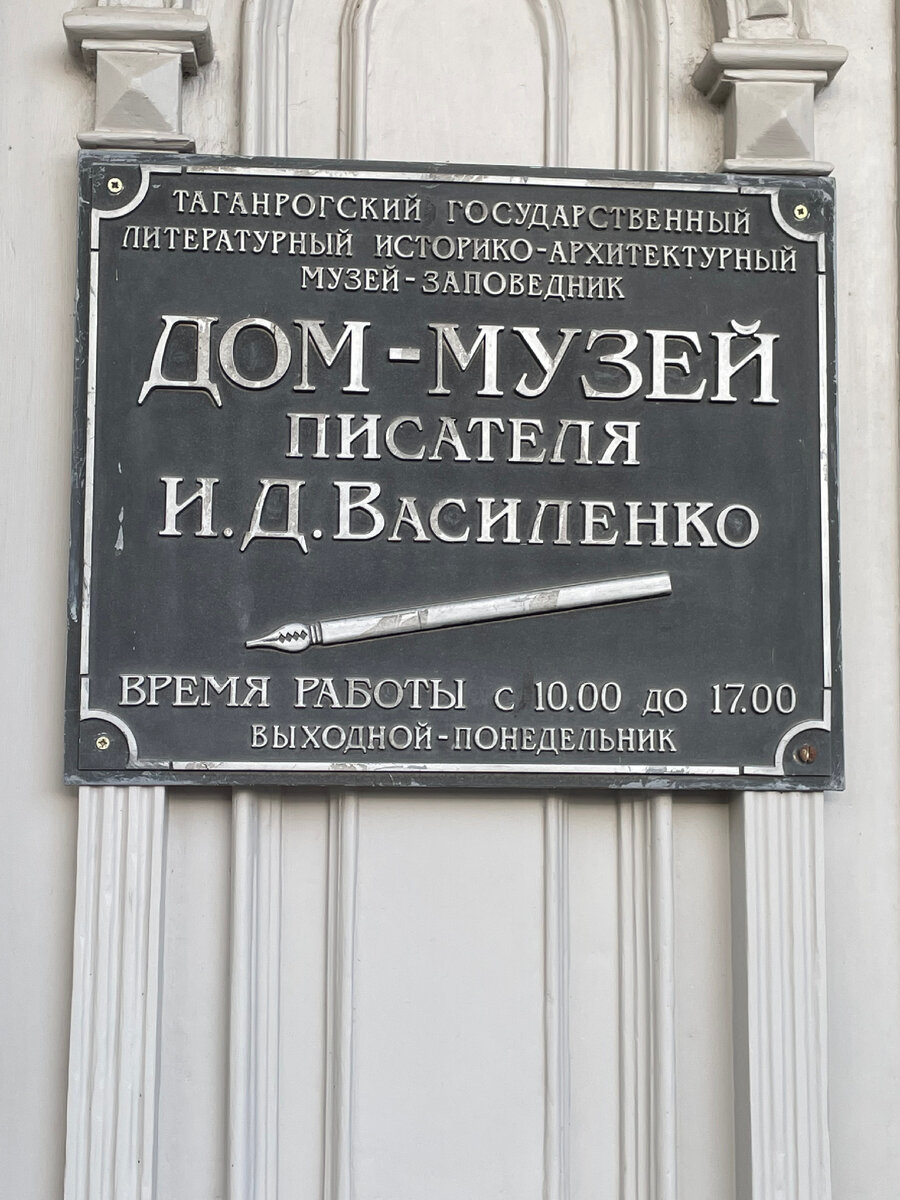 ТАГАНРОГСКИЙ ГОСУДАРСТВЕННЫЙ
ЛИТЕРАТУРНЫЙ ИСТОРИКО-АРХИТЕКТУРНЫЙ
МУЗЕЙ-ЗАПОВЕДНИК
ДОМ-МУЗЕЙ
ПИСАТЕЛЯ
И.Д.ВАСИЛЕНКО
ВРЕМЯ РАБОТЫ с 10.00 до 17.00
ВЫХОДНОЙ-ПОНЕДЕЛЬНИК